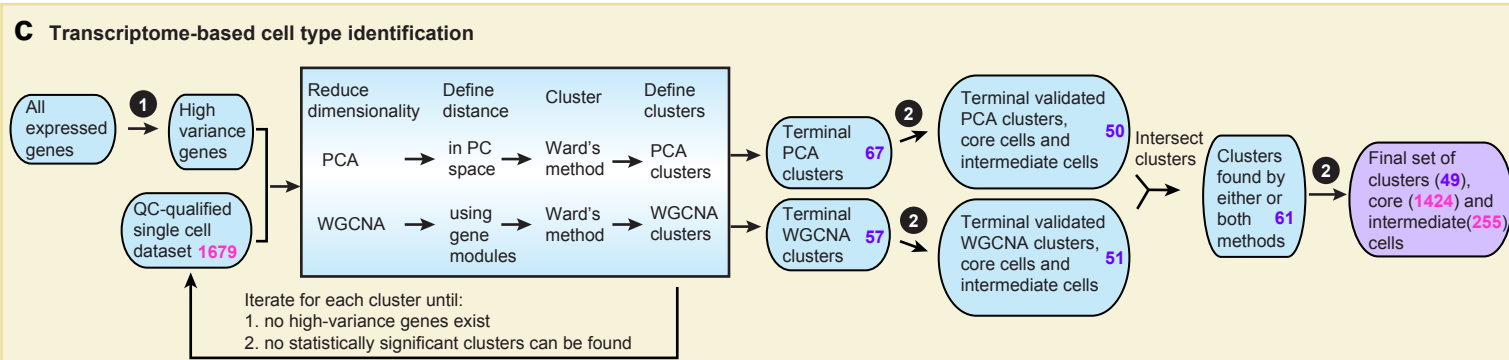 C Transcriptome-based cell type identification
All
expressed
genes
1
High
variance
genes
QC-qualified
single cell
dataset 1679
Reduce
dimensionality
Define
distance
Cluster
Define
clusters
PCA
in PC
space
Ward's
method
PCA
clusters
WGCNA
using
gene
modules
Ward's
method
WGCNA
clusters
Iterate for each cluster until:
1. no high-variance genes exist
2. no statistically significant clusters can be found
Terminal
PCA 67
clusters
Terminal
WGCNA 57
clusters
2
2
Terminal validated
PCA clusters, 50
core cells and
intermediate cells
Terminal validated
WGCNA clusters, 51
core cells and
intermediate cells
Intersect
clusters
Clusters
found by
either or
both 61
methods
2
Final set of
clusters (49),
core (1424) and
intermediate(255)
cells